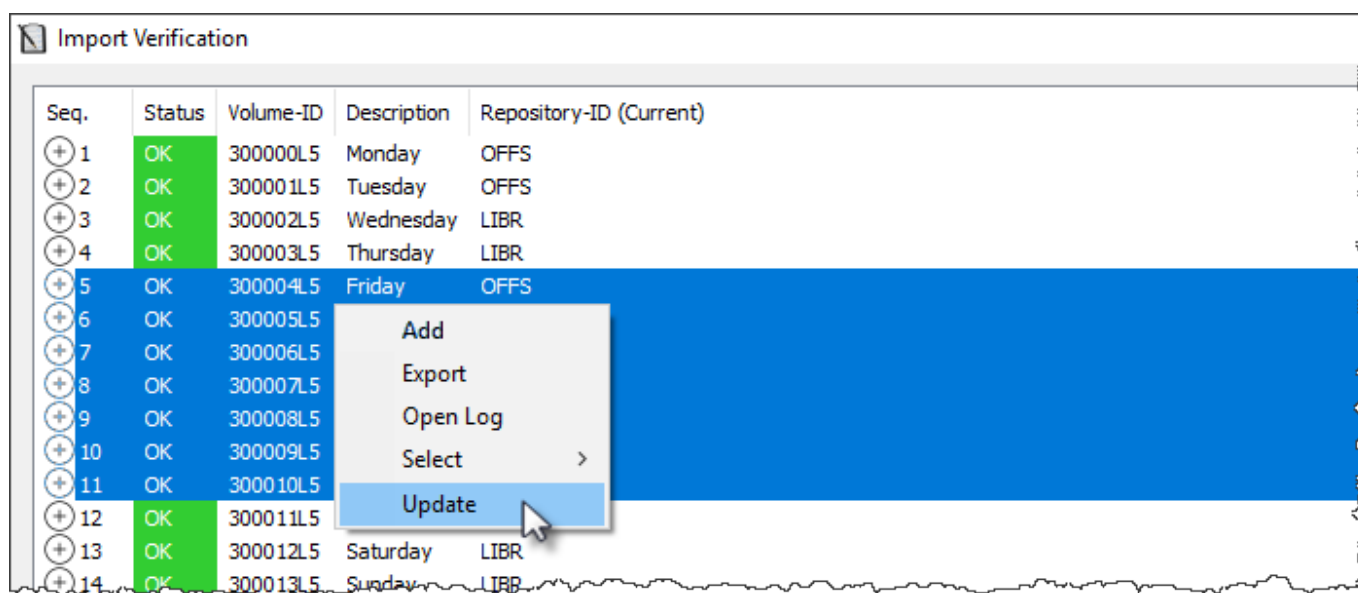 Import Verification
Seq. Status Volume-ID Description Repository-ID (Current)
1 OK 300000L5 Monday OFFS
2 OK 300001L5 Tuesday OFFS
3 OK 300002L5 Wednesday LIBR
4 OK 300003L5 Thursday LIBR
5 OK 300004L5 Friday OFFS
6 OK 300005L5
Add
7 OK 300006L5
Export
8 OK 300007L5
9 OK 300008L5
Open Log
10 OK 300009L5
Select >
11 OK 300010L5
Update
12 OK 300011L5
13 OK 300012L5 Saturday LIBR
14 OK 300013L5 Sunday LIBR